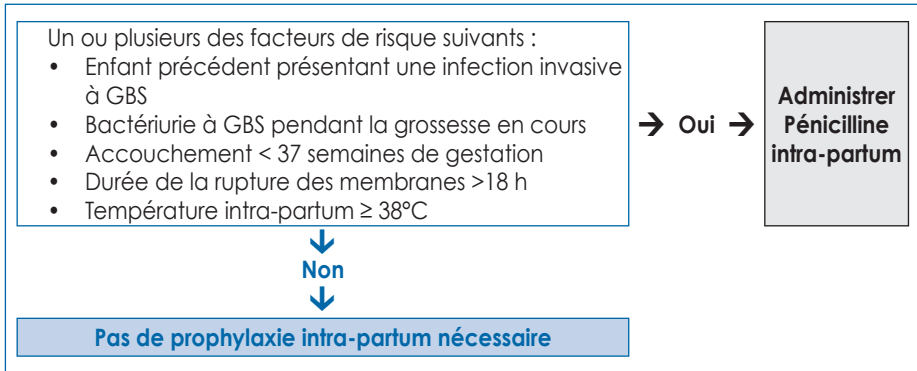 Un ou plusieurs des facteurs de risque suivants :
• Enfant précédent présentant une infection invasive
à GBS
• Bactériurie à GBS pendant la grossesse en cours
• Accouchement < 37 semaines de gestation
• Durée de la rupture des membranes >18 h
• Température intra-partum ≥ 38°C
→ Oui →
Administrer
Pénicilline
intra-partum
Non
Pas de prophylaxie intra-partum nécessaire